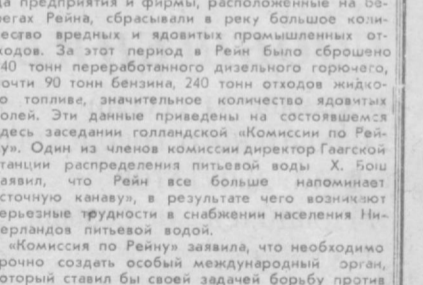 да предприятия и фирмы, расположенные на бе-
регах Рейна, сбрасывали в реку большое коли-
чество вредных и ядовитых промышленных от-
ходов. За этот период в Рейн было сброшено
40 тонн переработанного дизельного горючего,
почти 90 тонн бензина, 240 тонн отходов жидко-
о топлива, значительное количество ядовитых
солей. Эти данные приведены на состоявшемся
здесь заседании голландской «Комиссии по Рей-
ну». Один из членов комиссии директор Гаагской
станции распределения питьевой воды Х. Бош
заявил, что Рейн все больше напоминает
сточную канаву», в результате чего возникают
серьезные трудности в снабжении населения Ни-
дерландов питьевой водой.
«Комиссия по Рейну» заявила, что необходимо
срочно создать особый международный орган,
который ставил бы своей задачей борьбу против